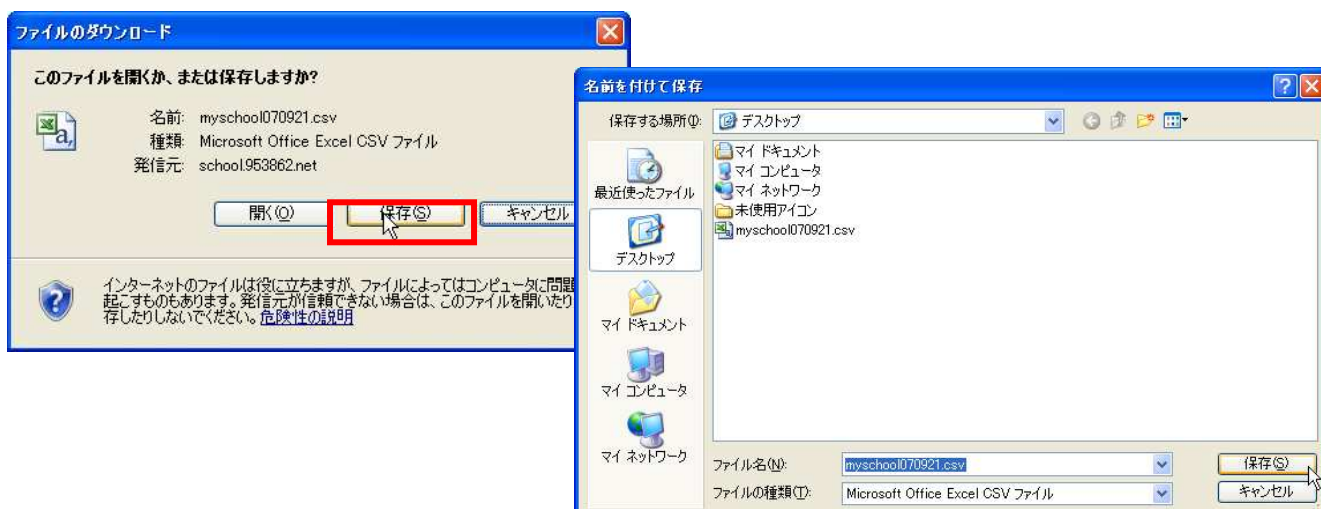 ファイルのダウンロード
このファイルを開くか、または保存しますか?
名前: myschool070921.csv
種類: Microsoft Office Excel CSV ファイル
発信元: school.953862.net
開く(O)
保存(S)
キャンセル
インターネットのファイルは役に立ちますが、ファイルによってはコンピュータに問題
起こすものもあります。発信元が信頼できない場合は、このファイルを開いたり
存したりしないでください。危険性の説明
名前を付けて保存
保存する場所(I):
デスクトップ
最近使ったファイル
デスクトップ
マイ ドキュメント
マイ コンピュータ
マイ ネットワーク
マイ ドキュメント
マイ コンピュータ
マイ ネットワーク
未使用アイコン
myschool070921.csv
ファイル名(N):
myschool070921.csv
保存(S)
ファイルの種類(T):
Microsoft Office Excel CSV ファイル
キャンセル